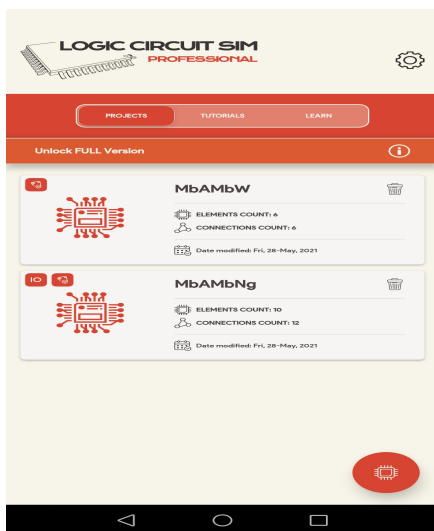 LOGIC CIRCUIT SIM
PROFESSIONAL
PROJECTS TUTORIALS LEARN
Unlock FULL Version
MbAMbW
ELEMENTS COUNT: 6
CONNECTIONS COUNT: 6
Date modified: Fri, 28-May, 2021
IO
MbAMbNg
ELEMENTS COUNT: 10
CONNECTIONS COUNT: 12
Date modified: Fri, 28-May, 2021